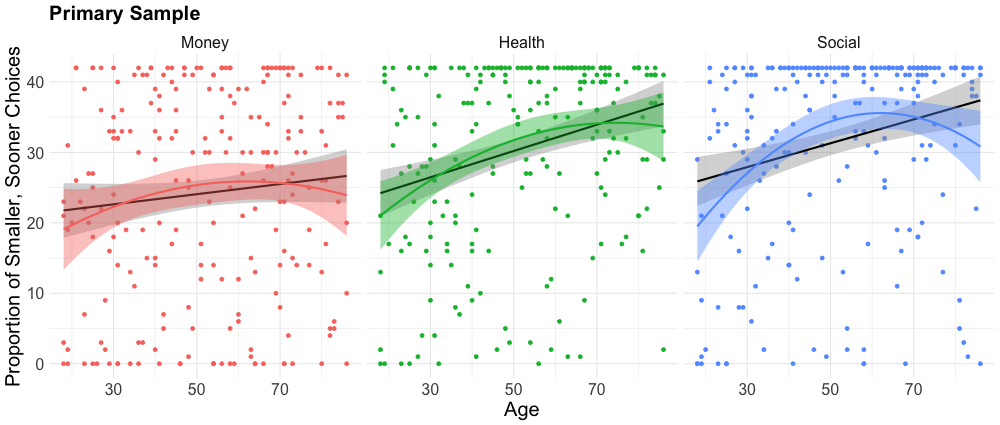 Primary Sample
Money Health Social
Proportion of Smaller, Sooner Choices
40
30
20
10
0
30 50 70 30 50 70 30 50 70
Age